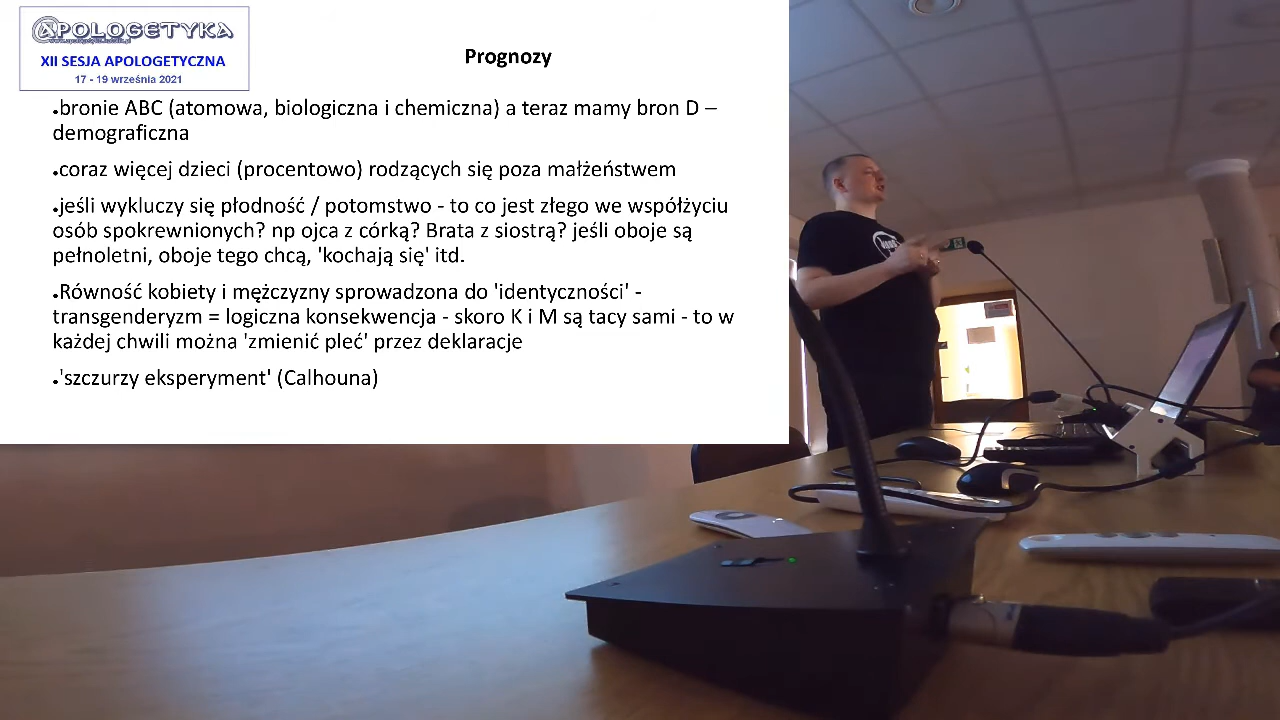 @POLOGETYKA
XII SESJA APOLOGETYCZNA
17 - 19 września 2021
Prognozy
•bronie ABC (atomowa, biologiczna i chemiczna) a teraz mamy bron D –
demograficzna
•coraz więcej dzieci (procentowo) rodzących się poza małżeństwem
•jeśli wykluczy się płodność / potomstwo - to co jest złego we współżyciu
osób spokrewnionych? np ojca z córką? Brata z siostrą? jeśli oboje są
pełnoletni, oboje tego chcą, 'kochają się' itd.
•Równość kobiety i mężczyzny sprowadzona do 'identyczności' -
transgenderyzm = logiczna konsekwencja - skoro K i M są tacy sami - to w
każdej chwili można 'zmienić pleć' przez deklaracje
•'szczurzy eksperyment' (Calhouna)